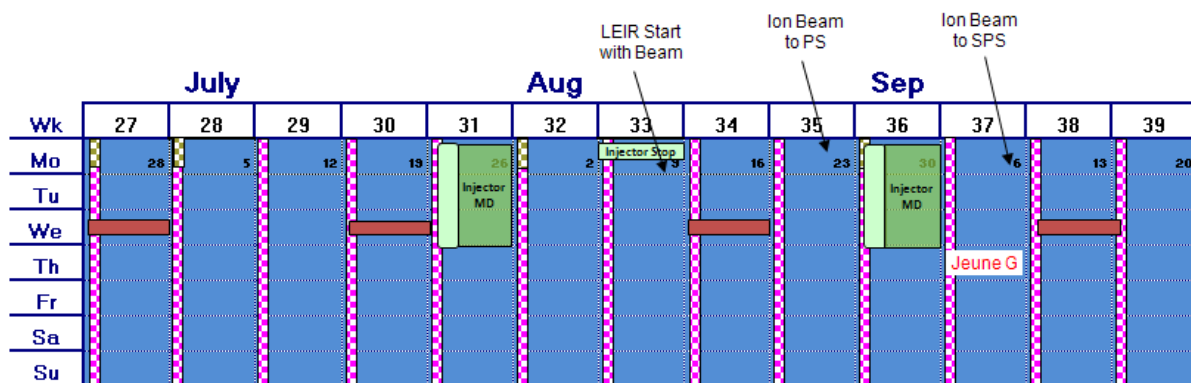 LEIR Start
with Beam
Ion Beam
to PS
Ion Beam
to SPS
July Aug Sep
Wk 27 28 29 30 31 32 33 34 35 36 37 38 39
Mo 28 5 12 19 26 2 9 16 23 30 6 13 20
Injector Stop
Tu
Injector
MD
Injector
MD
We
Th
Jeune G
Fr
Sa
Su